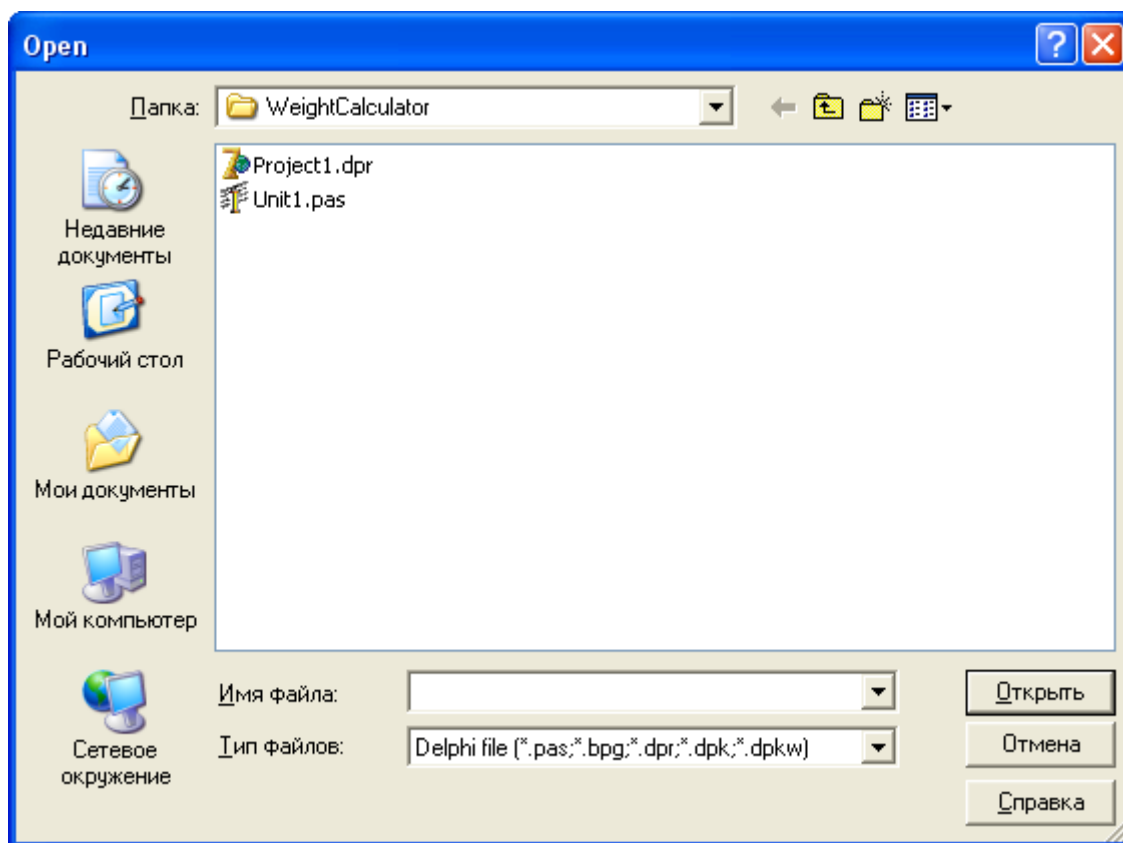 Open
Папка: WeightCalculator
Project1.dpr
Unit1.pas
Недавние
документы
Рабочий стол
Мои документы
Мой компьютер
Сетевое
окружение
Имя файла:
Открыть
Тип файлов: Delphi file (*.pas;*.bpg;*.dpr;*.dpk;*.dpkw)
Отмена
Справка